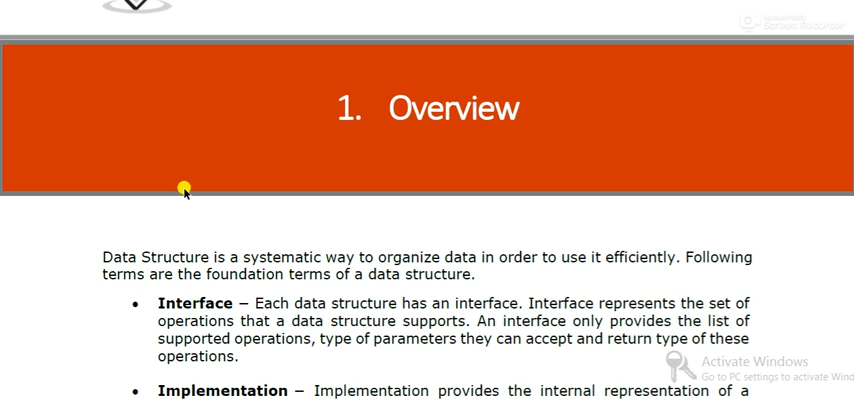 Screen Recorder
1. Overview
Data Structure is a systematic way to organize data in order to use it efficiently. Following
terms are the foundation terms of a data structure.
• Interface – Each data structure has an interface. Interface represents the set of
operations that a data structure supports. An interface only provides the list of
supported operations, type of parameters they can accept and return type of these
operations.
Activate Windows
Go to PC settings to activate Wind
• Implementation – Implementation provides the internal representation of a